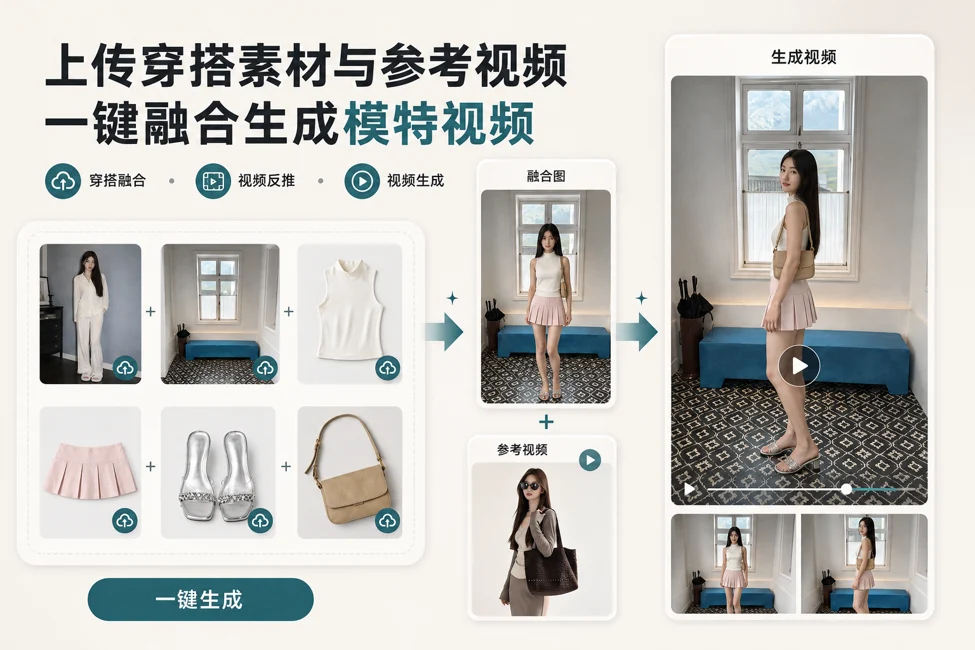 上传穿搭素材与参考视频
一键融合生成模特视频
穿搭融合 • 视频反推 • 视频生成
融合图
参考视频
一键生成
生成视频